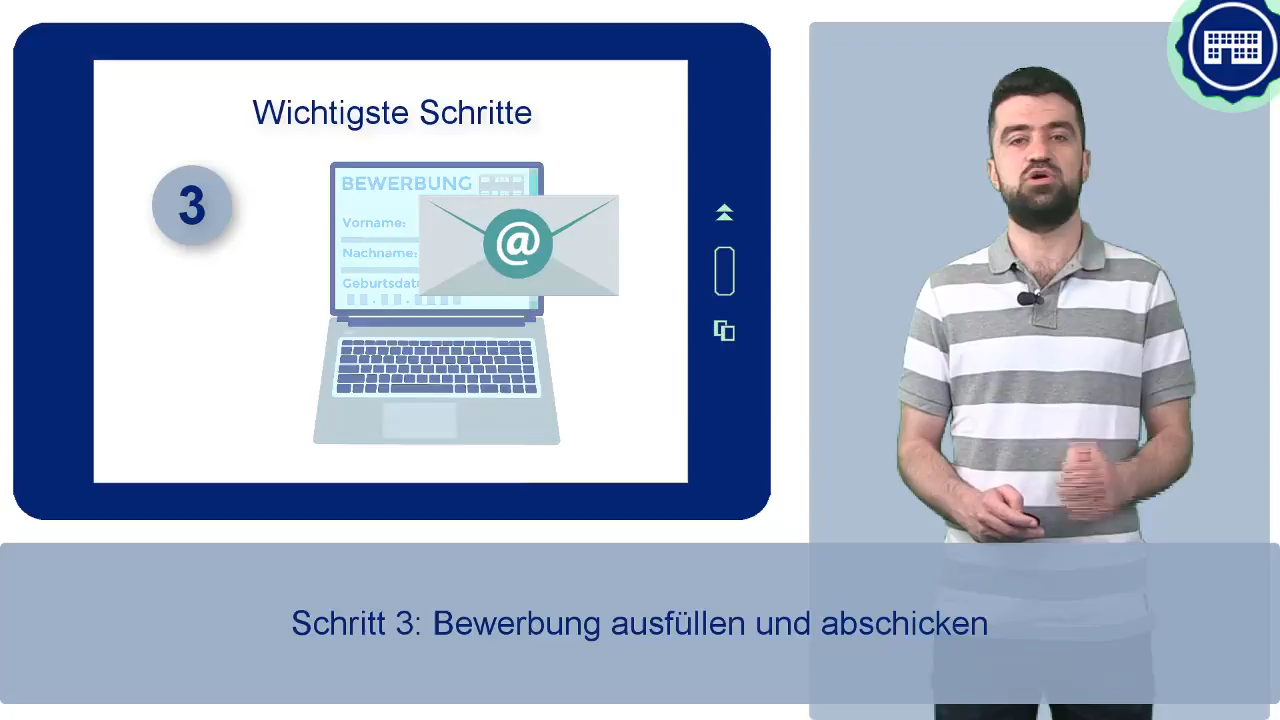 Wichtigste Schritte
3
BEWERBUNG
Vorname:
Nachname:
@
Schritt 3: Bewerbung ausfüllen und abschicken